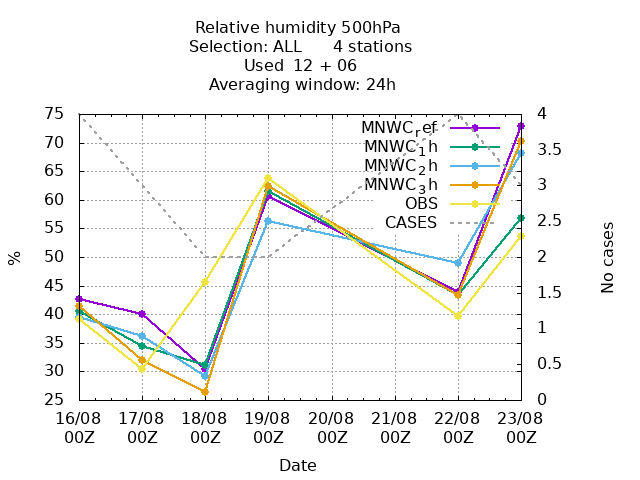 Relative humidity 500hPa
Selection: ALL      4 stations
Used  12 + 06
Averaging window: 24h
75
70
65
60
55
50
45
40
35
30
25
%
4
3.5
3
2.5
2
1.5
1
0.5
0
No cases
MNWC_ref
MNWC_1h
MNWC_2h
MNWC_3h
OBS
CASES
16/08 17/08 18/08 19/08 20/08 21/08 22/08 23/08
00Z 00Z 00Z 00Z 00Z 00Z 00Z 00Z
Date